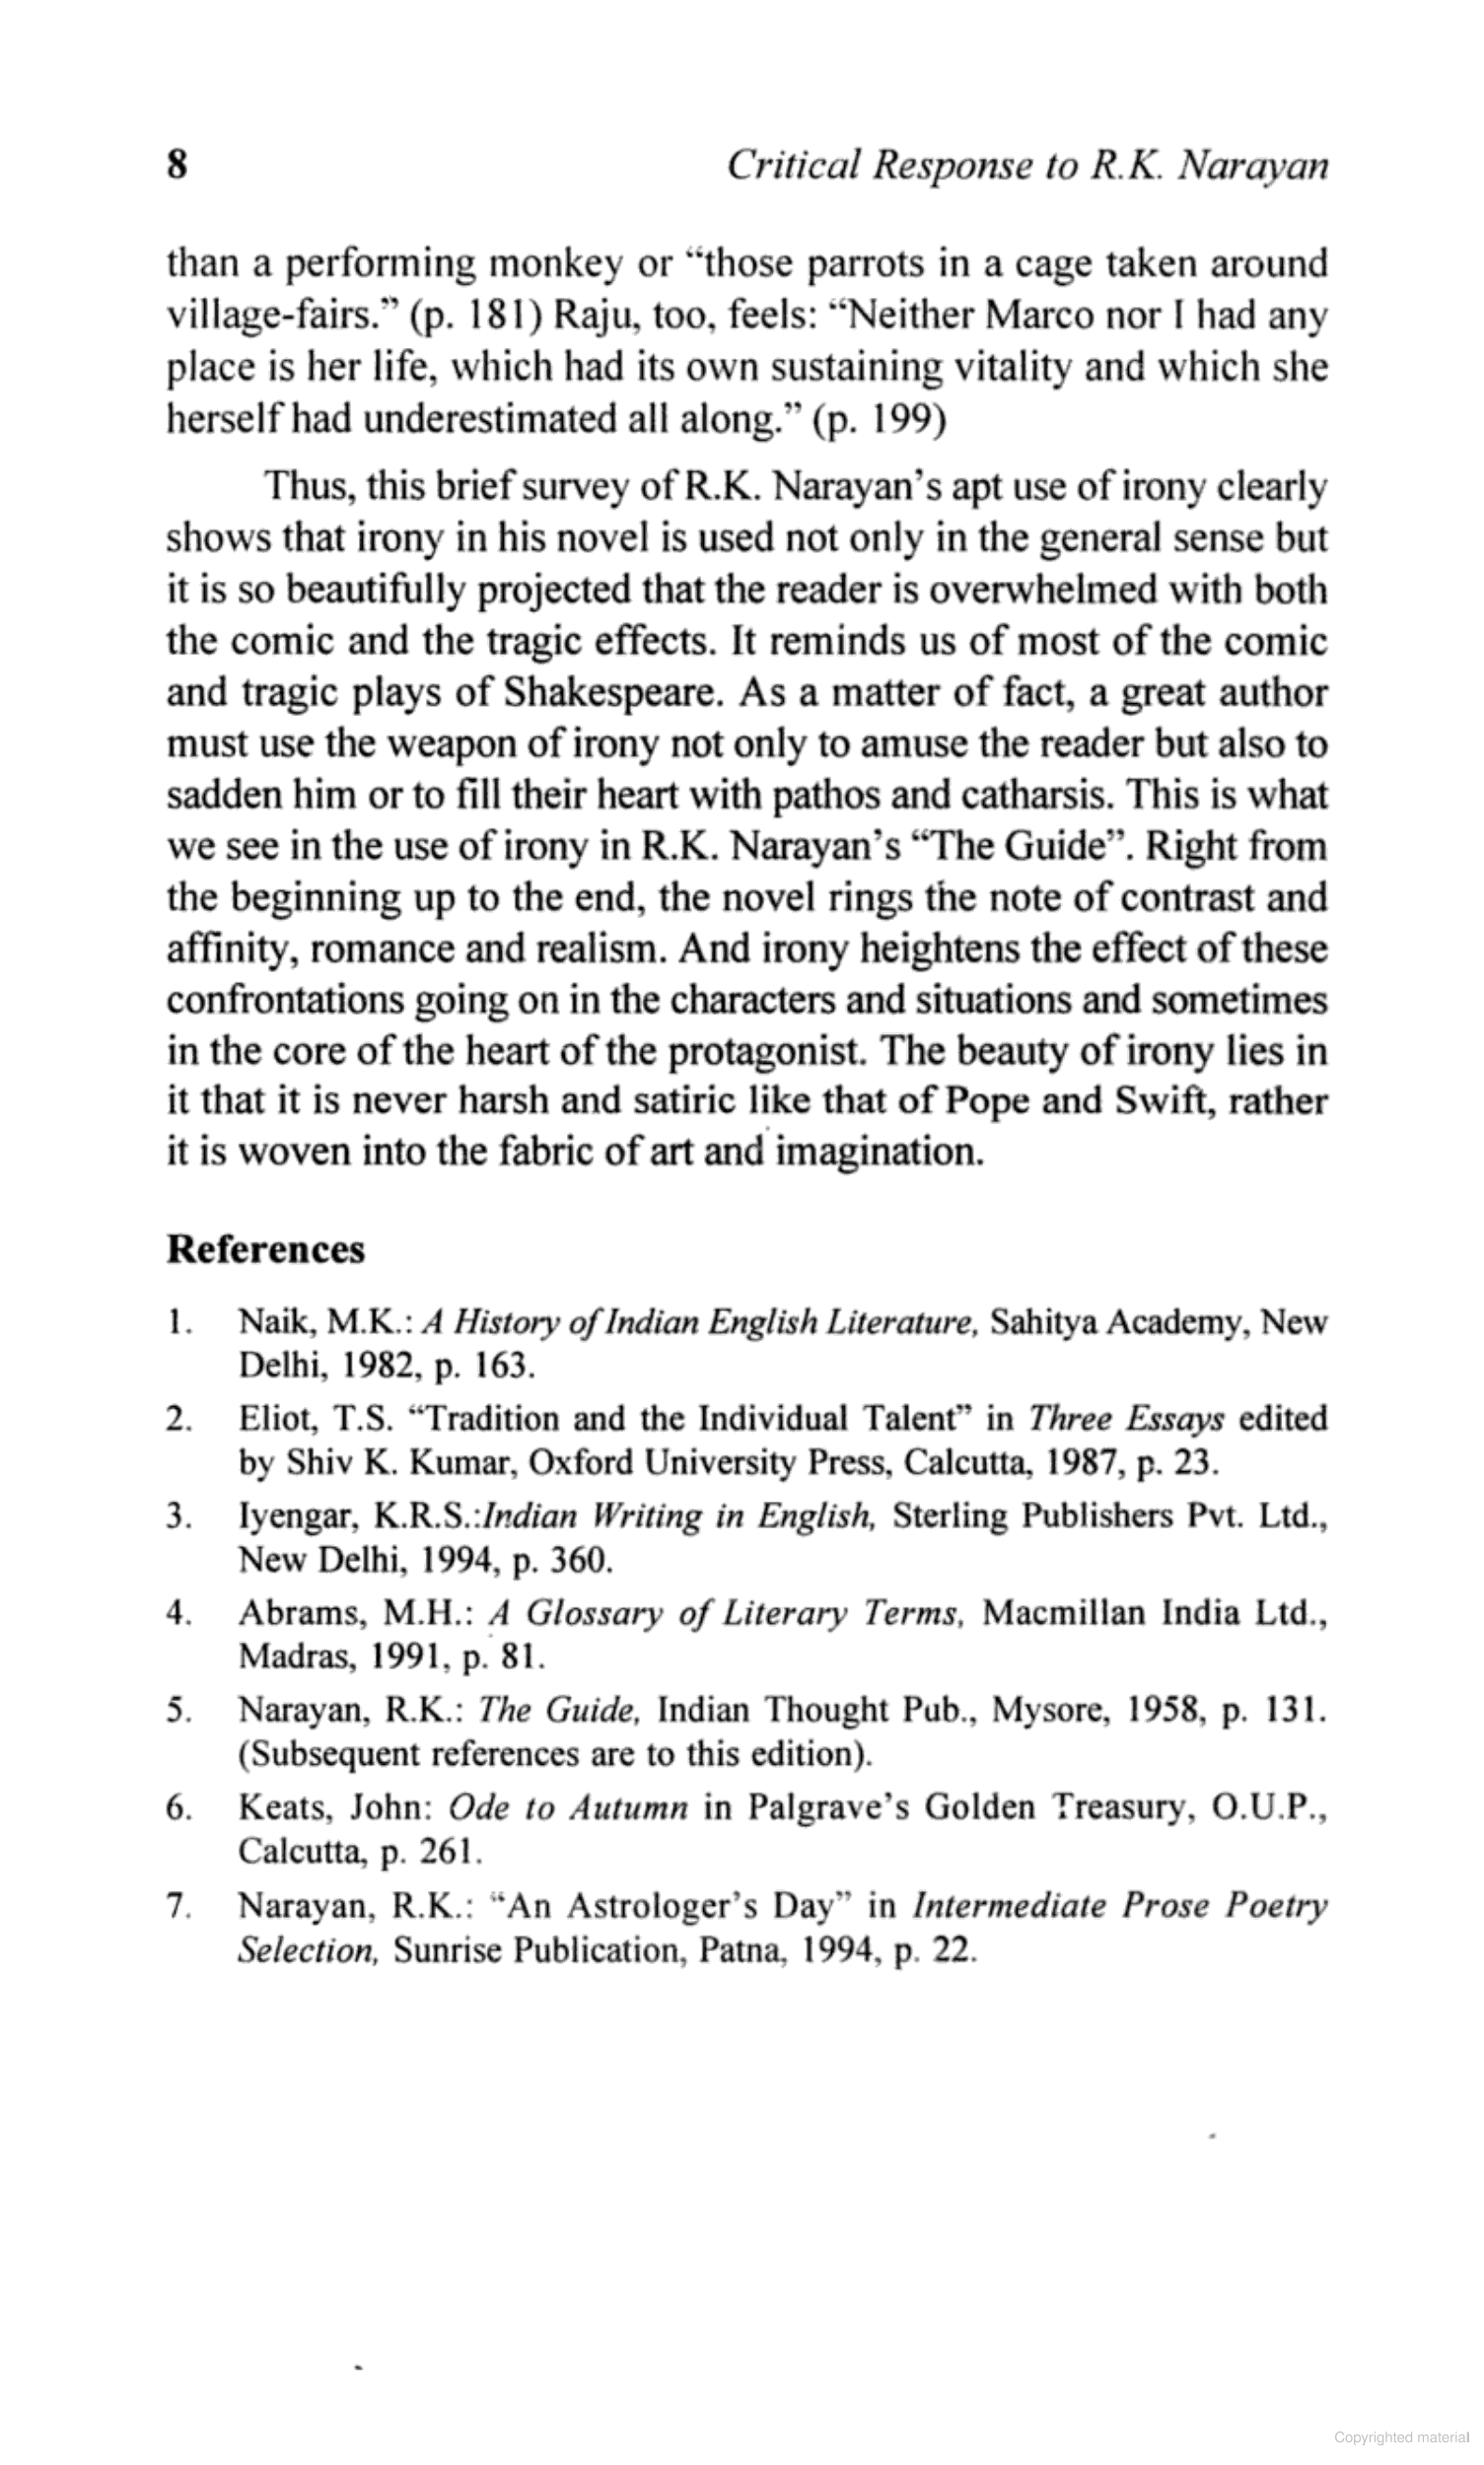 8 Critical Response to R.K. Narayan
than a performing monkey or “those parrots in a cage taken around
village-fairs.” (p. 181) Raju, too, feels: “Neither Marco nor I had any
place is her life, which had its own sustaining vitality and which she
herself had underestimated all along.” (p. 199)
Thus, this brief survey of R.K. Narayan’s apt use of irony clearly
shows that irony in his novel is used not only in the general sense but
it is so beautifully projected that the reader is overwhelmed with both
the comic and the tragic effects. It reminds us of most of the comic
and tragic plays of Shakespeare. As a matter of fact, a great author
must use the weapon of irony not only to amuse the reader but also to
sadden him or to fill their heart with pathos and catharsis. This is what
we see in the use of irony in R.K. Narayan’s “The Guide”. Right from
the beginning up to the end, the novel rings the note of contrast and
affinity, romance and realism. And irony heightens the effect of these
confrontations going on in the characters and situations and sometimes
in the core of the heart of the protagonist. The beauty of irony lies in
it that it is never harsh and satiric like that of Pope and Swift, rather
it is woven into the fabric of art and imagination.
References
1. Naik, M.K.: A History of Indian English Literature, Sahitya Academy, New
Delhi, 1982, p. 163.
2. Eliot, T.S. “Tradition and the Individual Talent” in Three Essays edited
by Shiv K. Kumar, Oxford University Press, Calcutta, 1987, p. 23.
3. Iyengar, K.R.S.:Indian Writing in English, Sterling Publishers Pvt. Ltd.,
New Delhi, 1994, p. 360.
4. Abrams, M.H.: A Glossary of Literary Terms, Macmillan India Ltd.,
Madras, 1991, p. 81.
5. Narayan, R.K.: The Guide, Indian Thought Pub., Mysore, 1958, p. 131.
(Subsequent references are to this edition).
6. Keats, John: Ode to Autumn in Palgrave’s Golden Treasury, O.U.P.,
Calcutta, p. 261.
7. Narayan, R.K.: “An Astrologer’s Day” in Intermediate Prose Poetry
Selection, Sunrise Publication, Patna, 1994, p. 22.
Copyrighted material